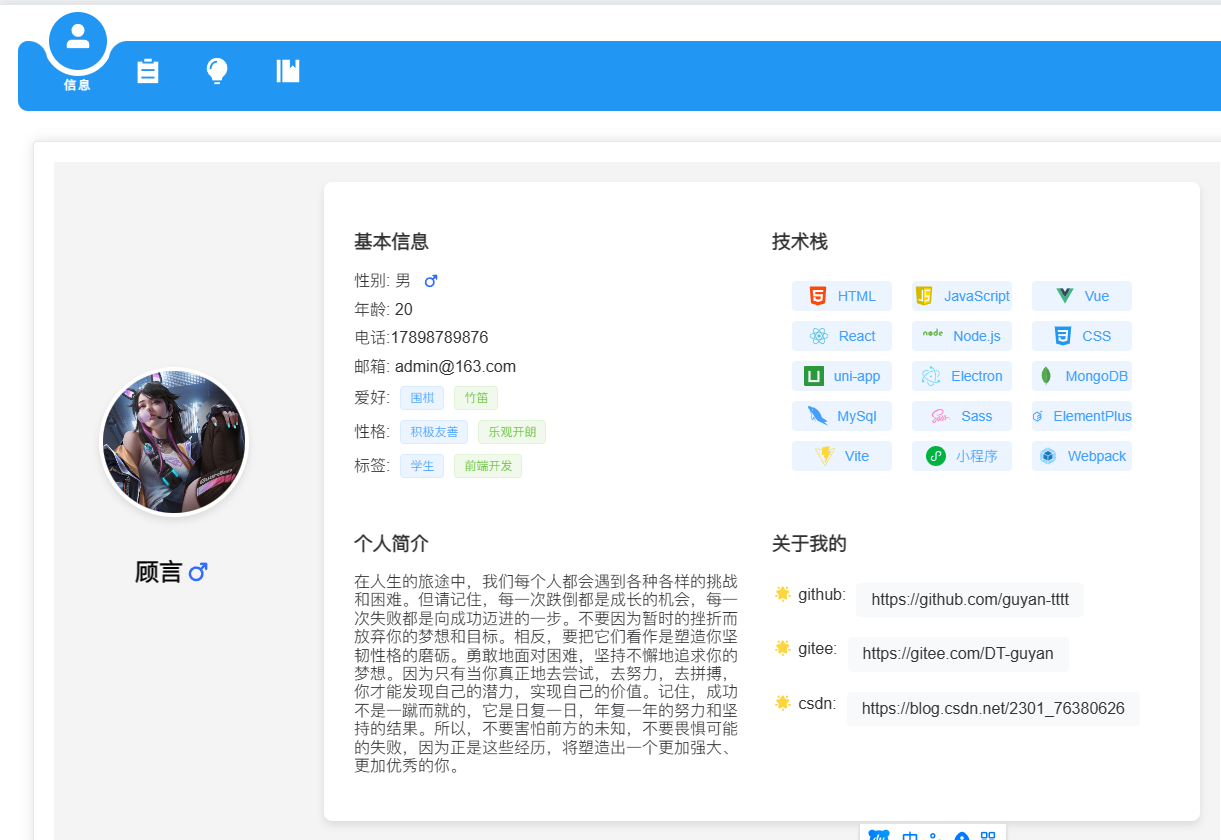 信息
基本信息
性别: 男
年龄: 20
电话:17898789876
邮箱: admin@163.com
爱好: 围棋 竹笛
性格: 积极友善 乐观开朗
标签: 学生 前端开发
技术栈
HTML JavaScript Vue
React Node.js CSS
uni-app Electron MongoDB
MySql Sass ElementPlus
Vite 小程序 Webpack
顾言
个人简介
在人生的旅途中，我们每个人都会遇到各种各样的挑战
和困难。但请记住，每一次跌倒都是成长的机会，每一
次失败都是向成功迈进的一步。不要因为暂时的挫折而
放弃你的梦想和目标。相反，要把它们看作是塑造你坚
韧性格的磨砺。勇敢地面对困难，坚持不懈地追求你的
梦想。因为只有当你真正地去尝试，去努力，去拼搏，
你才能发现自己的潜力，实现自己的价值。记住，成功
不是一蹴而就的，它是日复一日，年复一年的努力和坚
持的结果。所以，不要害怕前方的未知，不要畏惧可能
的失败，因为正是这些经历，将塑造出一个更加强大、
更加优秀的你。
关于我的
github: https://github.com/guyan-tttt
gitee: https://gitee.com/DT-guyan
csdn: https://blog.csdn.net/2301_76380626